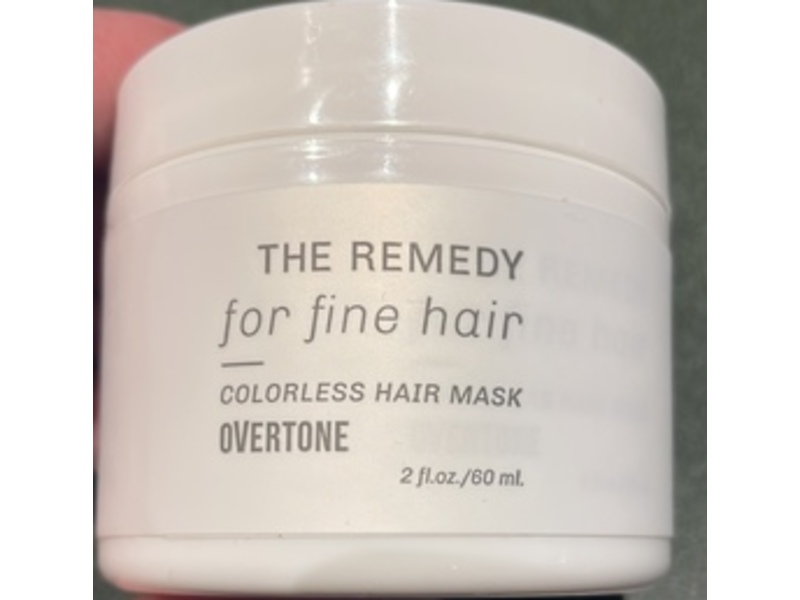 THE REMEDY
for fine hair
COLORLESS HAIR MASK
oVERTONE
2 fl.oz./60 ml.